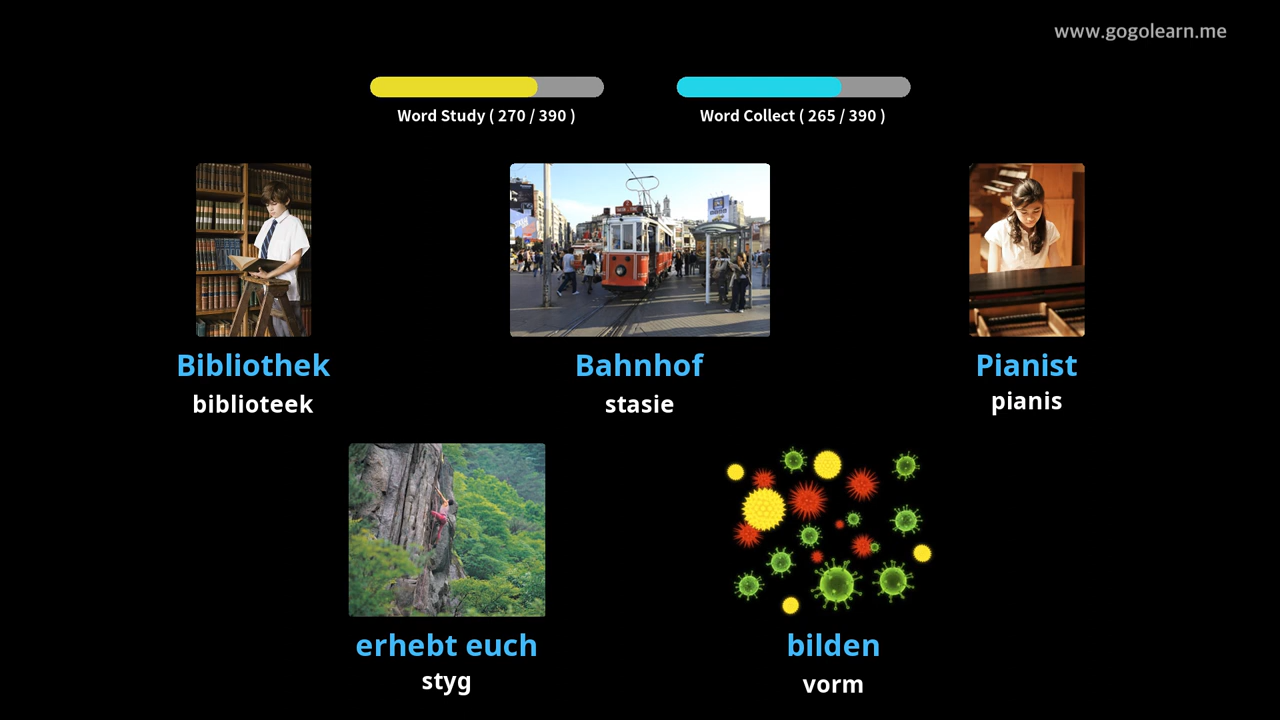 www.gogolearn.me
Word Study ( 270 / 390 )
Word Collect ( 265 / 390 )
Bibliothek
biblioteek
Bahnhof
stasie
Pianist
pianis
erhebt euch
styg
bilden
vorm